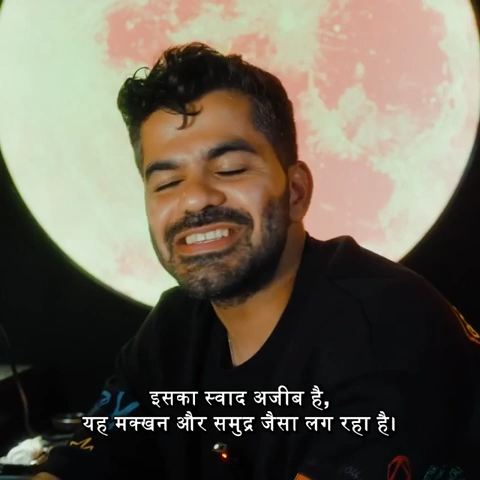 इसका स्वाद अजीब है,
यह मक्खन और समुद्र जैसा लग रहा है।